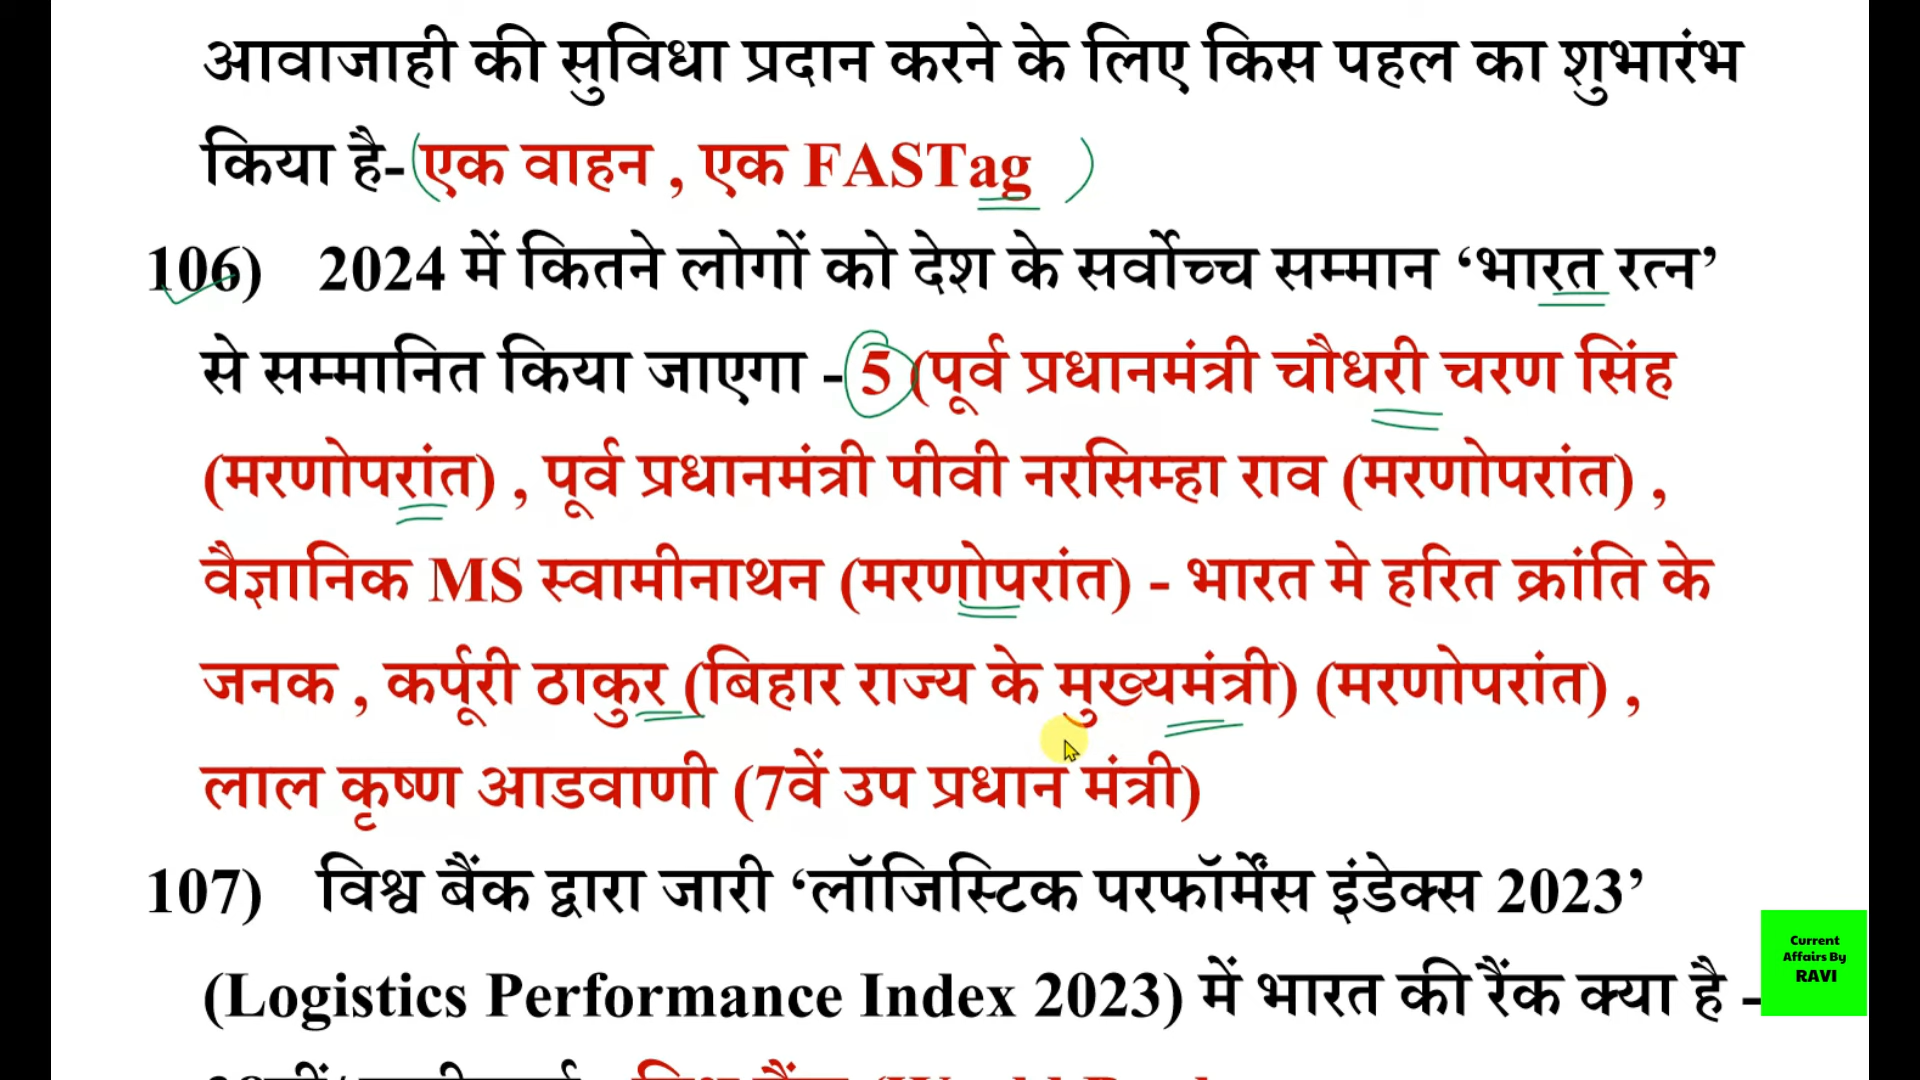 आवाजाही की सुविधा प्रदान करने के लिए किस पहल का शुभारंभ
किया है- एक वाहन , एक FASTag
106) 2024 में कितने लोगों को देश के सर्वोच्च सम्मान ‘भारत रत्न’
से सम्मानित किया जाएगा - 5 (पूर्व प्रधानमंत्री चौधरी चरण सिंह
(मरणोपरांत) , पूर्व प्रधानमंत्री पीवी नरसिम्हा राव (मरणोपरांत) ,
वैज्ञानिक MS स्वामीनाथन (मरणोपरांत) - भारत मे हरित क्रांति के
जनक , कर्पूरी ठाकुर (बिहार राज्य के मुख्यमंत्री) (मरणोपरांत) ,
लाल कृष्ण आडवाणी (7वें उप प्रधान मंत्री)
107) विश्व बैंक द्वारा जारी ‘लॉजिस्टिक परफॉर्मेंस इंडेक्स 2023’
(Logistics Performance Index 2023) में भारत की रैंक क्या है -
Current
Affairs By
RAVI